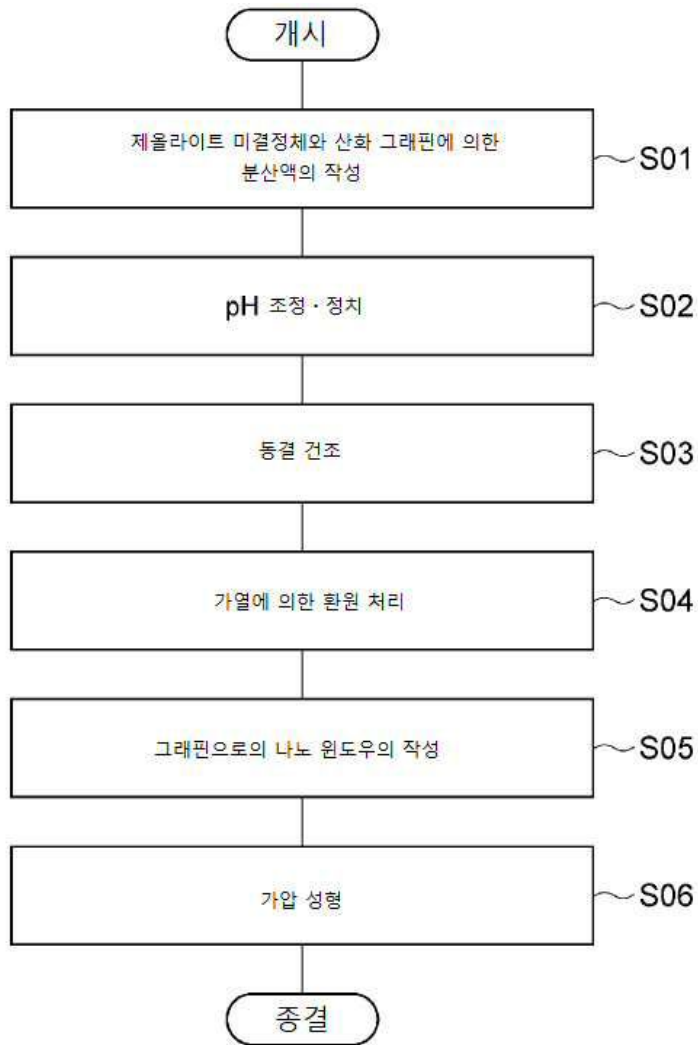 개시
제올라이트 미결정체와 산화 그래핀에 의한
분산액의 작성
S01
pH 조정 · 정치
S02
동결 건조
S03
가열에 의한 환원 처리
S04
그래핀으로의 나노 윈도우의 작성
S05
가압 성형
S06
종결